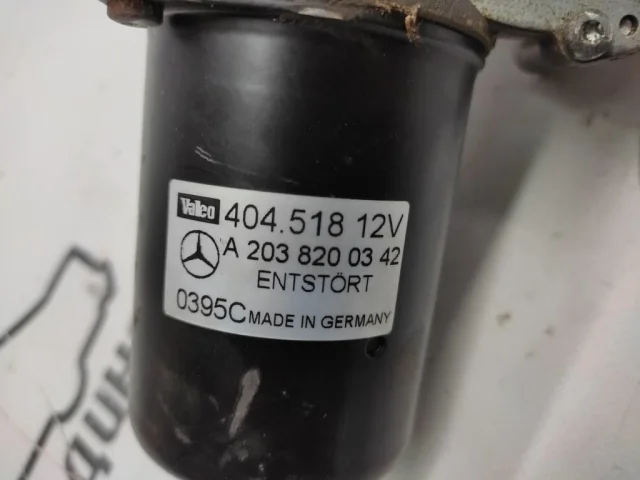 Valeo 404.518 12V
A 203 820 03 42
ENTSTÖRT
0395C MADE IN GERMANY